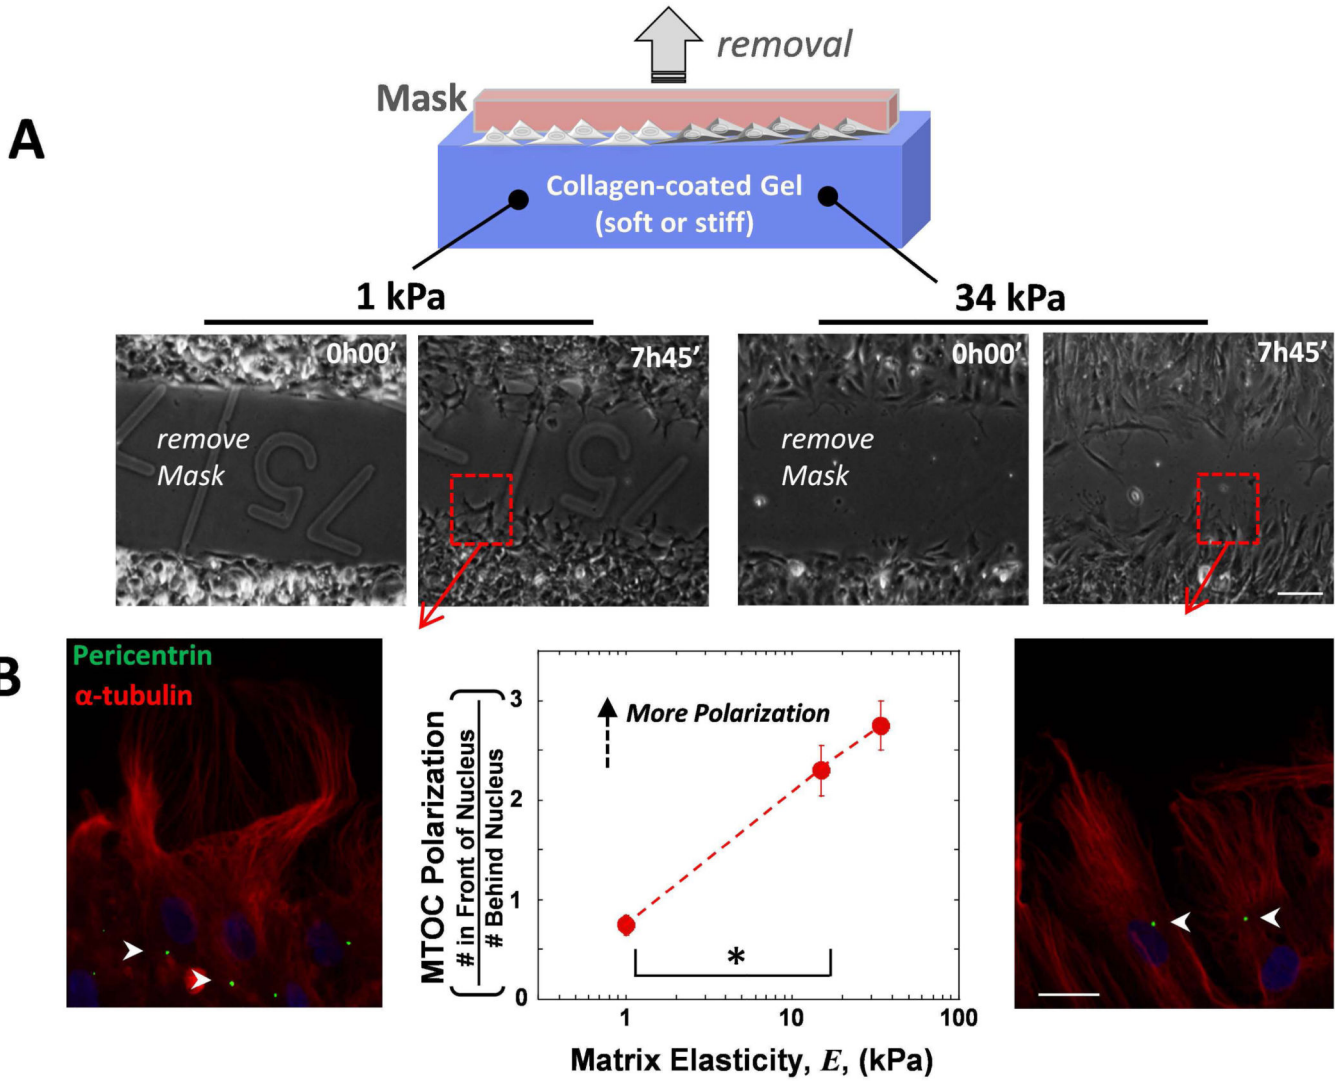 removal
Mask
A
Collagen-coated Gel
(soft or stiff)
1 kPa
34 kPa
0h00’
7h45’
0h00’
7h45’
remove
Mask
75
remove
Mask
B
Pericentrin
α-tubulin
MTOC Polarization
# in Front of Nucleus
# Behind Nucleus
3
2
1
0
More Polarization
*
1
10
100
Matrix Elasticity, E, (kPa)